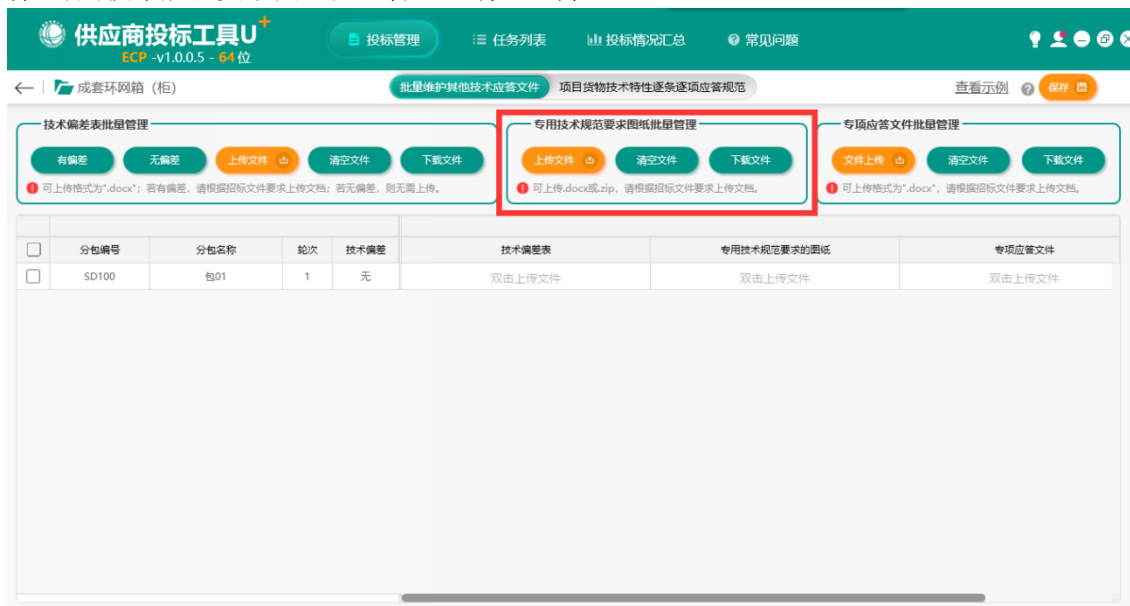 供应商投标工具U+
ECP -v1.0.0.5 - 64 位
投标管理
任务列表
投标情况汇总
常见问题
成套环网箱（柜）
批量维护其他技术应答文件
项目货物技术特性逐条逐项应答规范
查看示例
保存
技术偏差表批量管理
有偏差
无偏差
上传文件
清空文件
下载文件
可上传格式为".docx"；若有偏差，请根据招标文件要求上传文档；若无偏差，则无需上传。
专用技术规范要求图纸批量管理
上传文件
清空文件
下载文件
可上传.docx或.zip，请根据招标文件要求上传文档。
专项应答文件批量管理
文件上传
清空文件
下载文件
可上传格式为".docx"，请根据招标文件要求上传文档。
分包编号 分包名称 轮次 技术偏差 技术偏差表 专用技术规范要求的图纸 专项应答文件
SD100 包01 1 无 双击上传文件 双击上传文件 双击上传文件